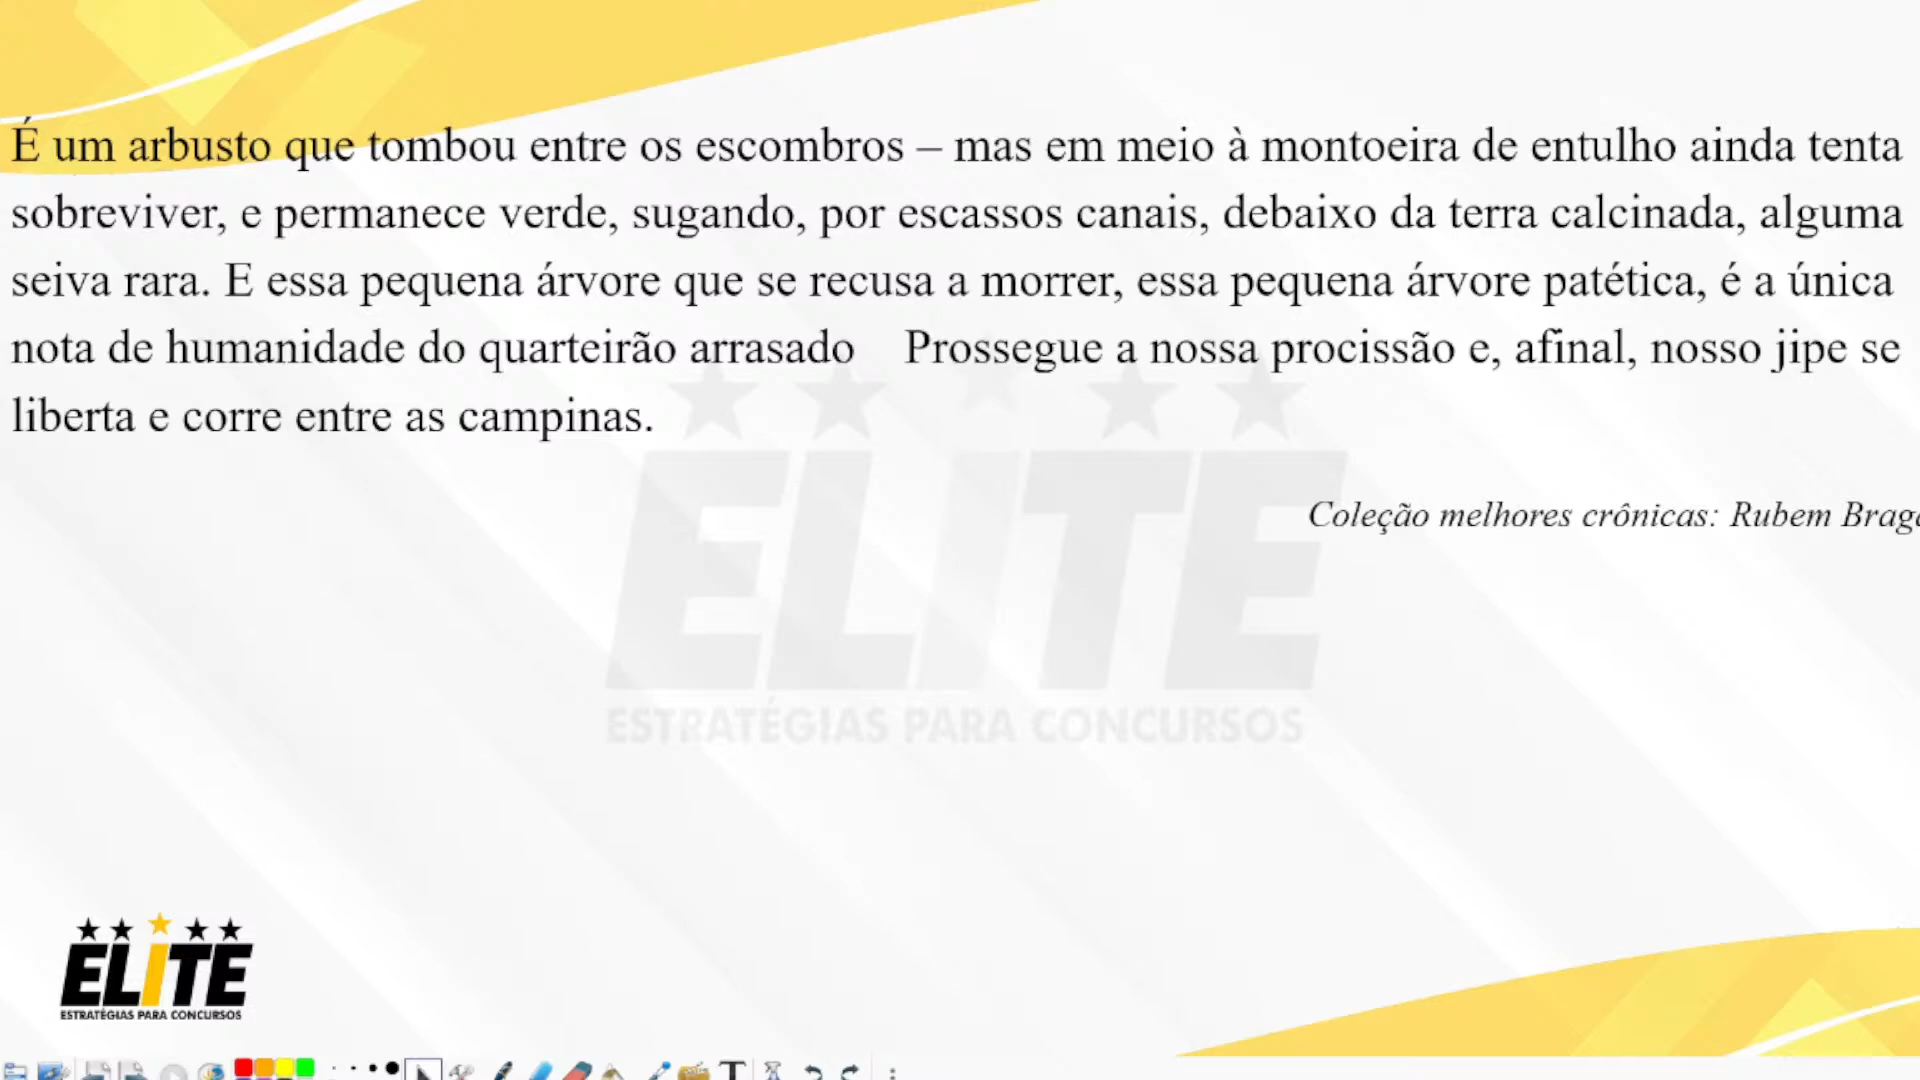 É um arbusto que tombou entre os escombros – mas em meio à montoeira de entulho ainda tenta
sobreviver, e permanece verde, sugando, por escassos canais, debaixo da terra calcinada, alguma
seiva rara. E essa pequena árvore que se recusa a morrer, essa pequena árvore patética, é a única
nota de humanidade do quarteirão arrasado Prossegue a nossa procissão e, afinal, nosso jipe se
liberta e corre entre as campinas.
Coleção melhores crônicas: Rubem Braga
ELITE
ESTRATÉGIAS PARA CONCURSOS
ELITE
ESTRATÉGIAS PARA CONCURSOS